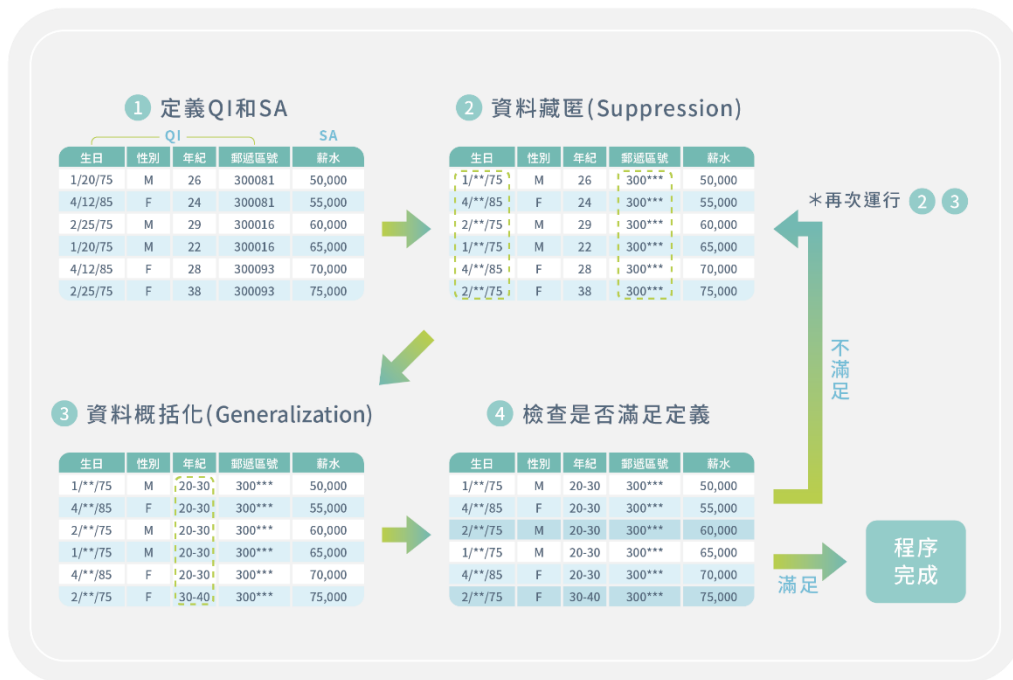 1 定義QI和SA
QI SA
生日 性別 年紀 郵遞區號 薪水
1/20/75 M 26 300081 50,000
4/12/85 F 24 300081 55,000
2/25/75 M 29 300016 60,000
1/20/75 M 22 300016 65,000
4/12/85 F 28 300093 70,000
2/25/75 F 38 300093 75,000
2 資料藏匿(Suppression)
生日 性別 年紀 郵遞區號 薪水
1/**/75 M 26 300*** 50,000
4/**/85 F 24 300*** 55,000
2/**/75 M 29 300*** 60,000
1/**/75 M 22 300*** 65,000
4/**/85 F 28 300*** 70,000
2/**/75 F 38 300*** 75,000
*再次運行 2 3
3 資料概括化(Generalization)
生日 性別 年紀 郵遞區號 薪水
1/**/75 M 20-30 300*** 50,000
4/**/85 F 20-30 300*** 55,000
2/**/75 M 20-30 300*** 60,000
1/**/75 M 20-30 300*** 65,000
4/**/85 F 20-30 300*** 70,000
2/**/75 F 30-40 300*** 75,000
4 檢查是否滿足定義
生日 性別 年紀 郵遞區號 薪水
1/**/75 M 20-30 300*** 50,000
4/**/85 F 20-30 300*** 55,000
2/**/75 M 20-30 300*** 60,000
1/**/75 M 20-30 300*** 65,000
4/**/85 F 20-30 300*** 70,000
2/**/75 F 30-40 300*** 75,000
不滿足
滿足
程序
完成